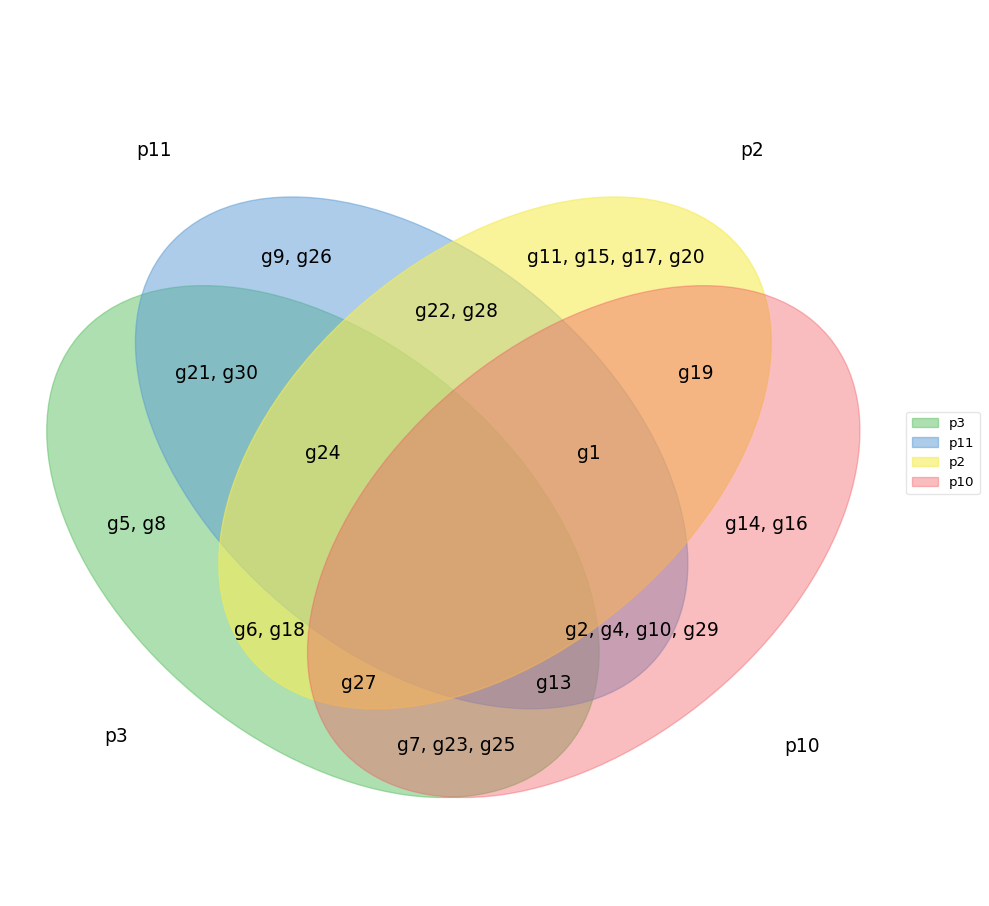 p11
p2
g9, g26
g11, g15, g17, g20
g22, g28
g21, g30
g19
g24
g1
p3
p11
p2
p10
g5, g8
g14, g16
g6, g18
g2, g4, g10, g29
g27
g13
p3
g7, g23, g25
p10